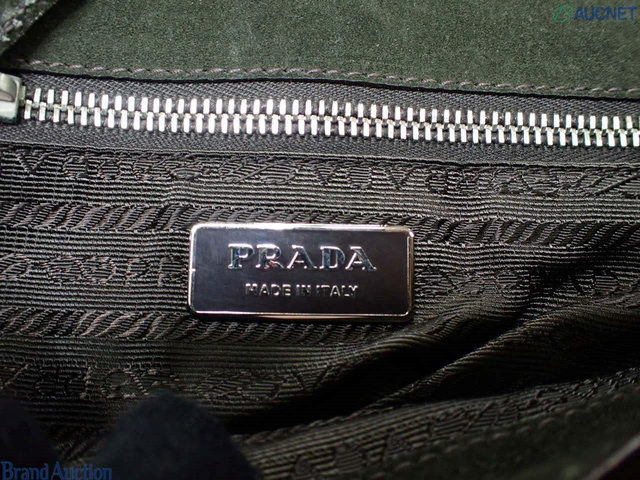 AUCNET
PRADA
MADE IN ITALY
Brand Auction